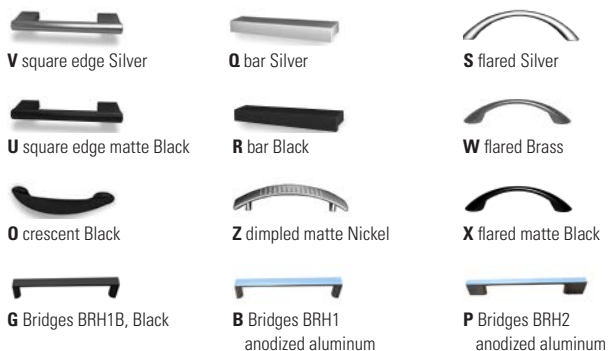 V square edge Silver
Q bar Silver
S flared Silver
U square edge matte Black
R bar Black
W flared Brass
O crescent Black
Z dimpled matte Nickel
X flared matte Black
G Bridges BRH1B, Black
B Bridges BRH1
anodized aluminum
P Bridges BRH2
anodized aluminum